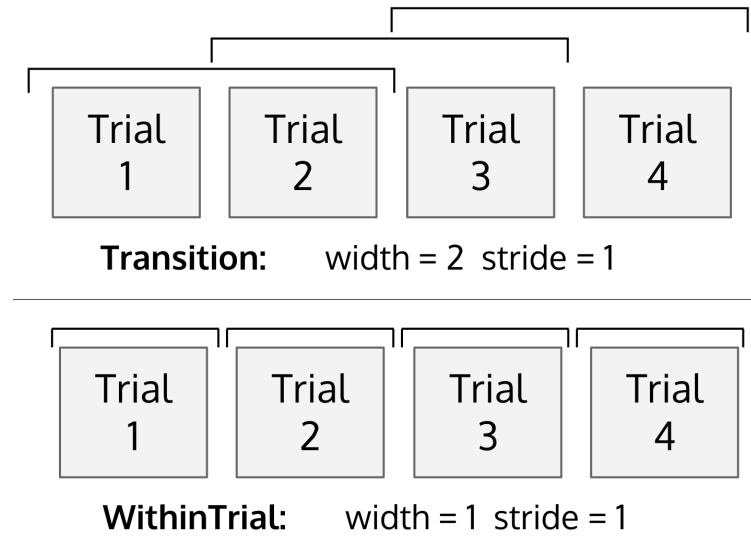 Trial
1
Trial
2
Trial
3
Trial
4
Transition: width = 2 stride = 1
Trial
1
Trial
2
Trial
3
Trial
4
WithinTrial: width = 1 stride = 1